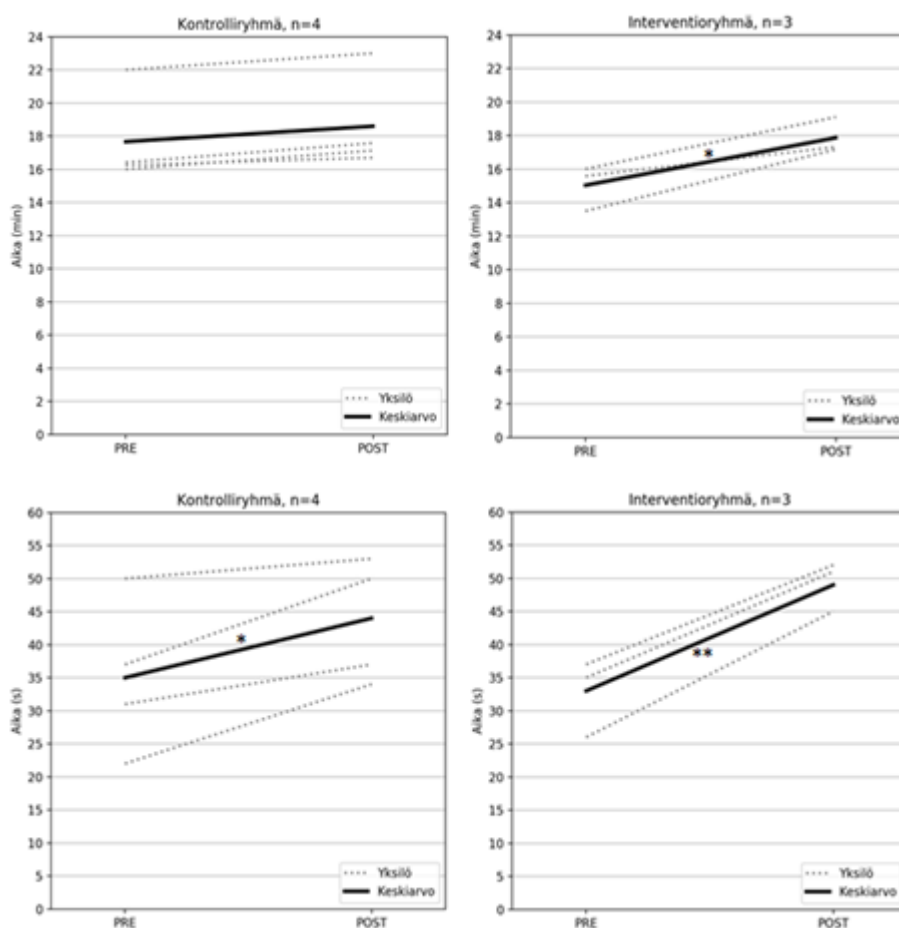 Kontrolliryhmä, n=4
24
22
20
18
16
14
12
10
8
6
4
2
0
Aika (min)
*
Yksilö
Keskiarvo
PRE POST
Interventioryhmä, n=3
24
22
20
18
16
14
12
10
8
6
4
2
0
Aika (min)
*
Yksilö
Keskiarvo
PRE POST
Kontrolliryhmä, n=4
60
55
50
45
40
35
30
25
20
15
10
5
0
Aika (s)
*
Yksilö
Keskiarvo
PRE POST
Interventioryhmä, n=3
60
55
50
45
40
35
30
25
20
15
10
5
0
Aika (s)
**
Yksilö
Keskiarvo
PRE POST